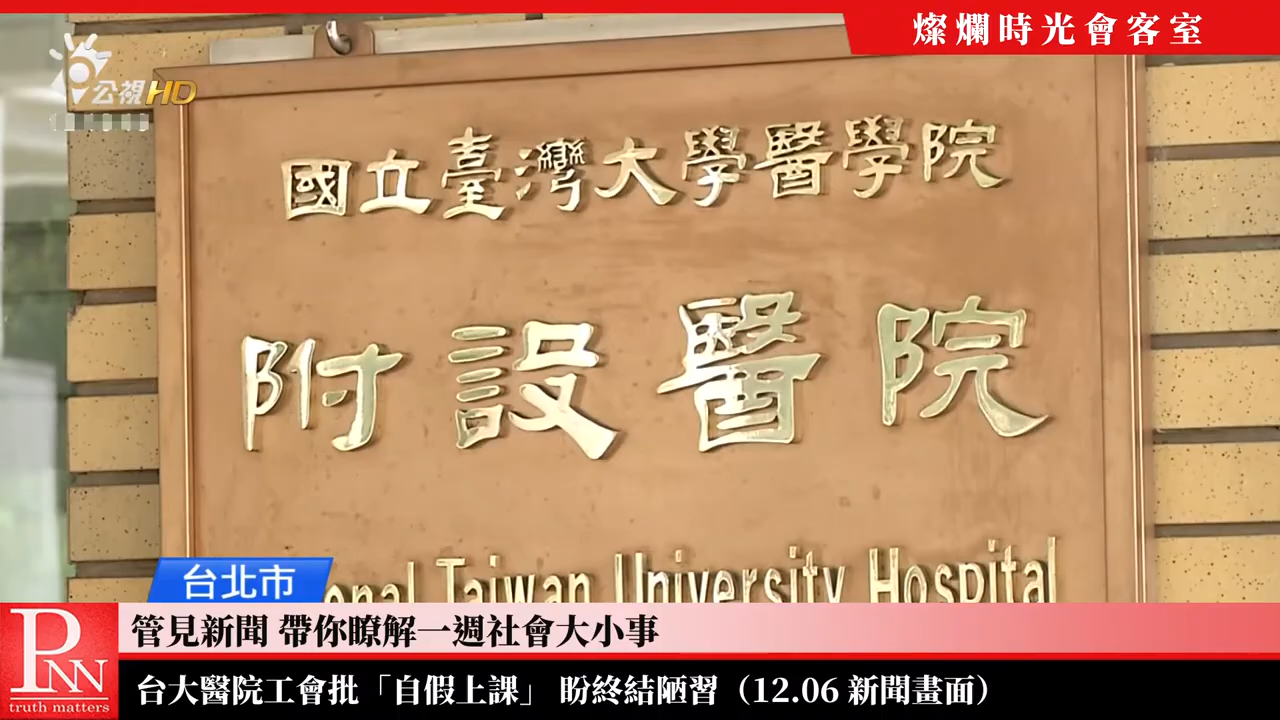 燦爛時光會客室
公視HD
國立臺灣大學醫學院
附設醫院
Taiwan University Hospital
台北市
管見新聞 帶你瞭解一週社會大小事
PNN
truth matters
台大醫院工會批「自假上課」 盼終結陋習（12.06 新聞畫面）